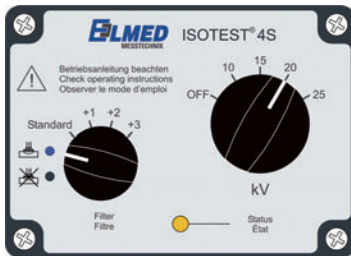 ELMED
MESSTECHNIK
ISOTEST® 4S
Betriebsanleitung beachten
Check operating instructions
Observer le mode d'emploi
OFF 10 15 20 25
kV
Standard +1 +2 +3
Filter
Filtre
Status
État